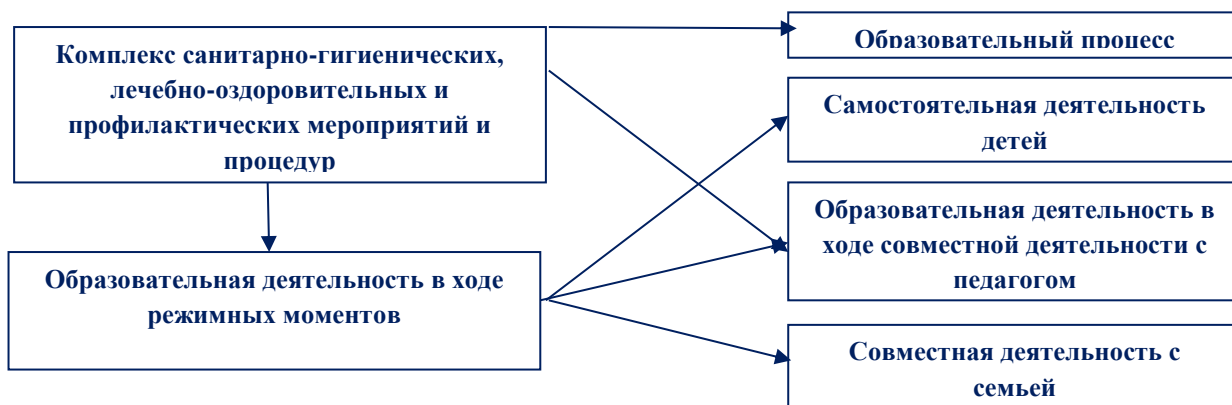 Комплекс санитарно-гигиенических,
лечебно-оздоровительных и
профилактических мероприятий и
процедур
Образовательная деятельность в ходе
режимных моментов
Образовательный процесс
Самостоятельная деятельность
детей
Образовательная деятельность в
ходе совместной деятельности с
педагогом
Совместная деятельность с
семьей